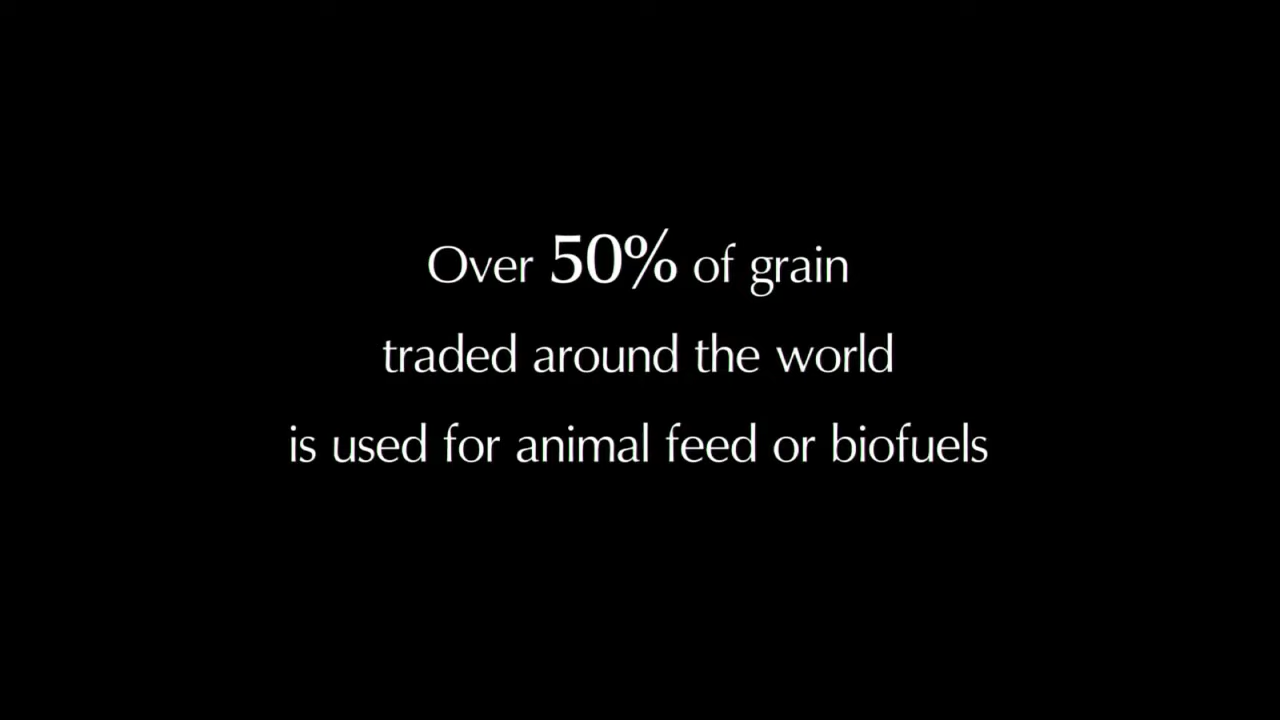 Over 50% of grain
traded around the world
is used for animal feed or biofuels